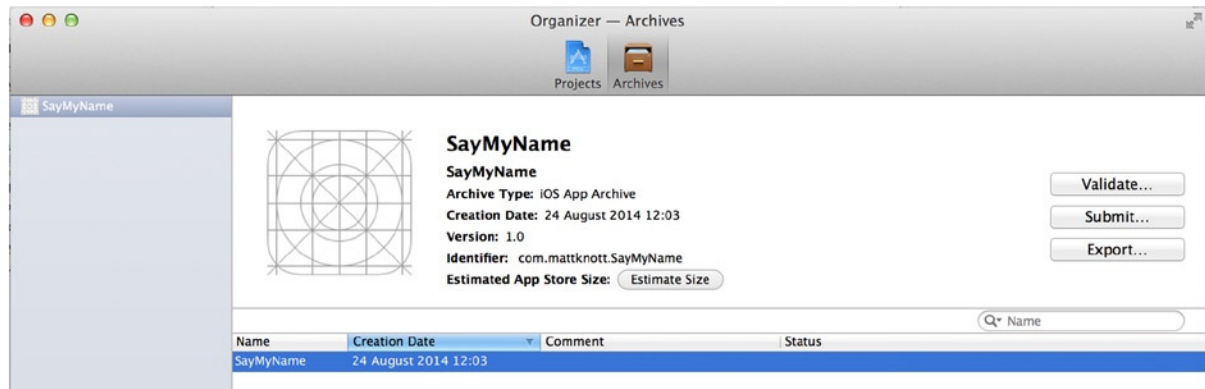 Organizer — Archives
Projects Archives
SayMyName
SayMyName
SayMyName
Archive Type: iOS App Archive
Creation Date: 24 August 2014 12:03
Version: 1.0
Identifier: com.mattknott.SayMyName
Estimated App Store Size: Estimate Size
Validate...
Submit...
Export...
Name
Name Creation Date Comment Status
SayMyName 24 August 2014 12:03